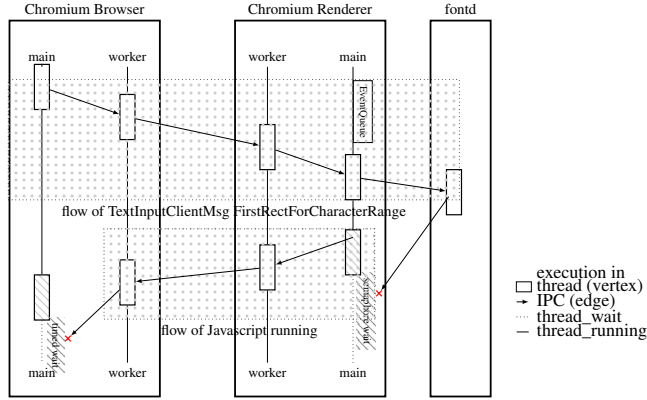 Chromium Browser Chromium Renderer fontd
main worker worker main
EventQueue
flow of TextInputClientMsg FirstRectForCharacterRange
semaphore wait
flow of Javascript running
timed wait
main worker worker main
execution in
thread (vertex)
IPC (edge)
thread_wait
thread_running